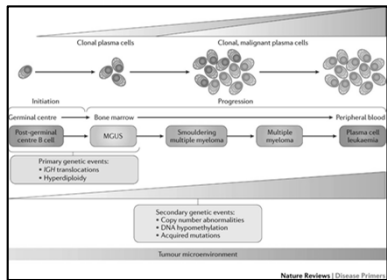 Clonal plasma cells
Clonal, malignant plasma cells
Initiation
Progression
Germinal centre
Bone marrow
Peripheral blood
Post-germinal
centre B cell
MGUS
Smouldering
multiple myeloma
Multiple
myeloma
Plasma cell
leukaemia
Primary genetic events:
• IGH translocations
• Hyperdiploidy
Secondary genetic events:
• Copy number abnormalities
• DNA hypomethylation
• Acquired mutations
Tumour microenvironment
Nature Reviews | Disease Primers